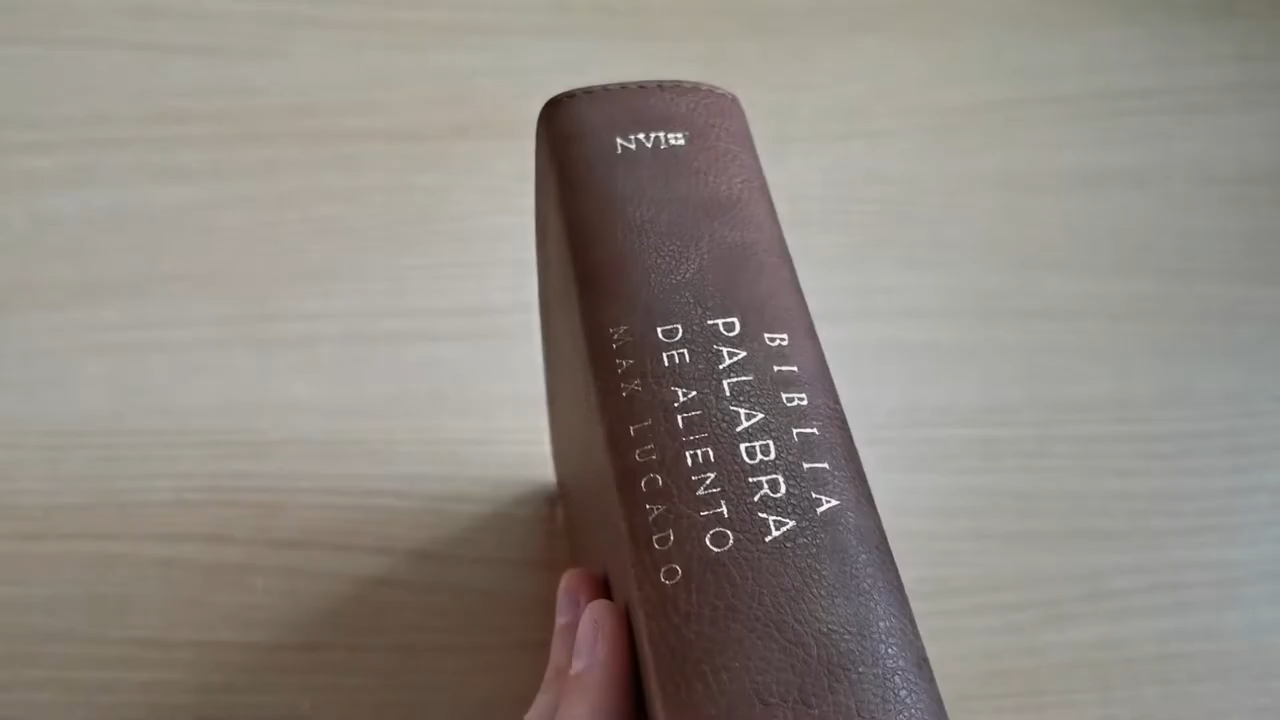 NVI
BIBLIA
PALABRA
DE ALIENTO
MAX LUCADO